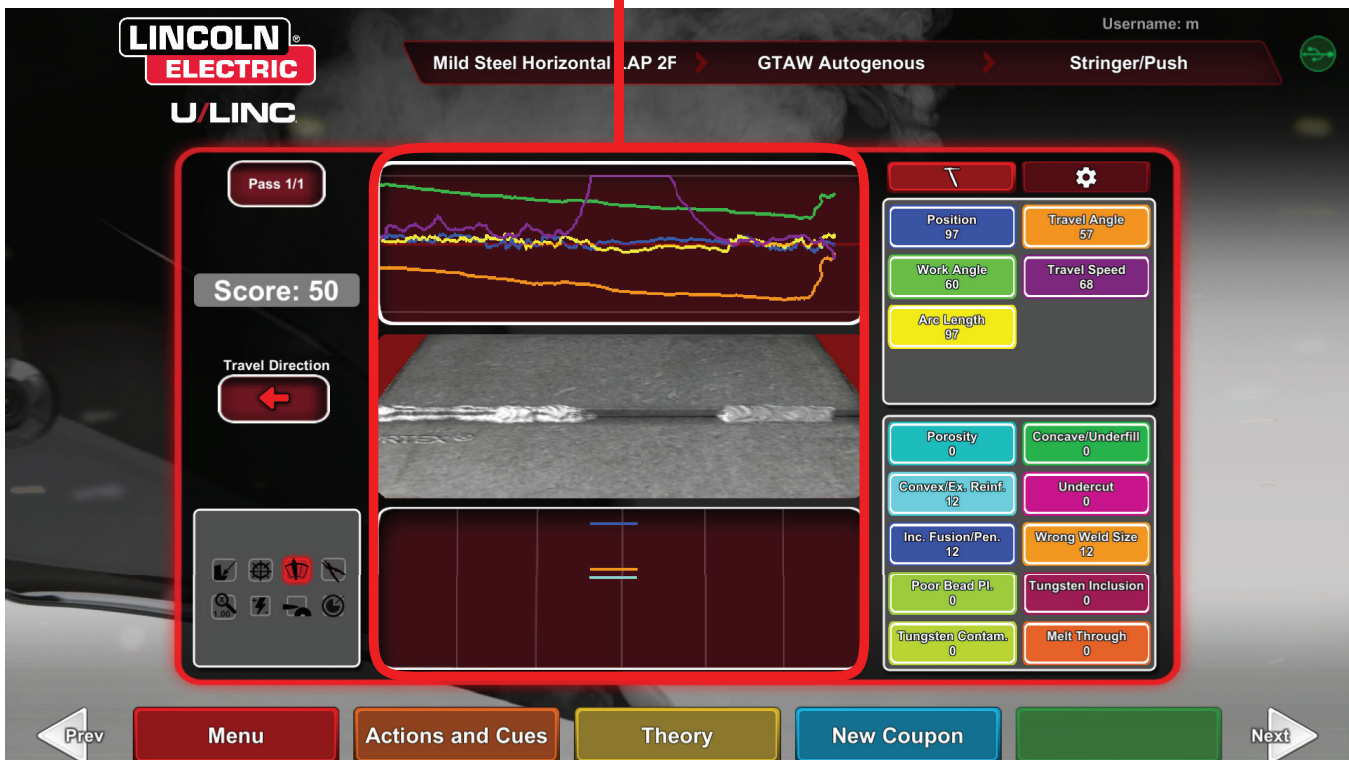 Username: m
LINCOLN®
ELECTRIC
U/LINC
Mild Steel Horizontal LAP 2F
GTAW Autogenous
Stringer/Push
Pass 1/1
Score: 50
Travel Direction
1.00
Position
97
Travel Angle
57
Work Angle
60
Travel Speed
68
Arc Length
97
Porosity
0
Concave/Underfill
0
Convex/Ex. Reinf.
12
Undercut
0
Inc. Fusion/Pen.
12
Wrong Weld Size
12
Poor Bead Pl.
0
Tungsten Inclusion
0
Tungsten Contam.
0
Melt Through
0
Prev
Menu
Actions and Cues
Theory
New Coupon
Next